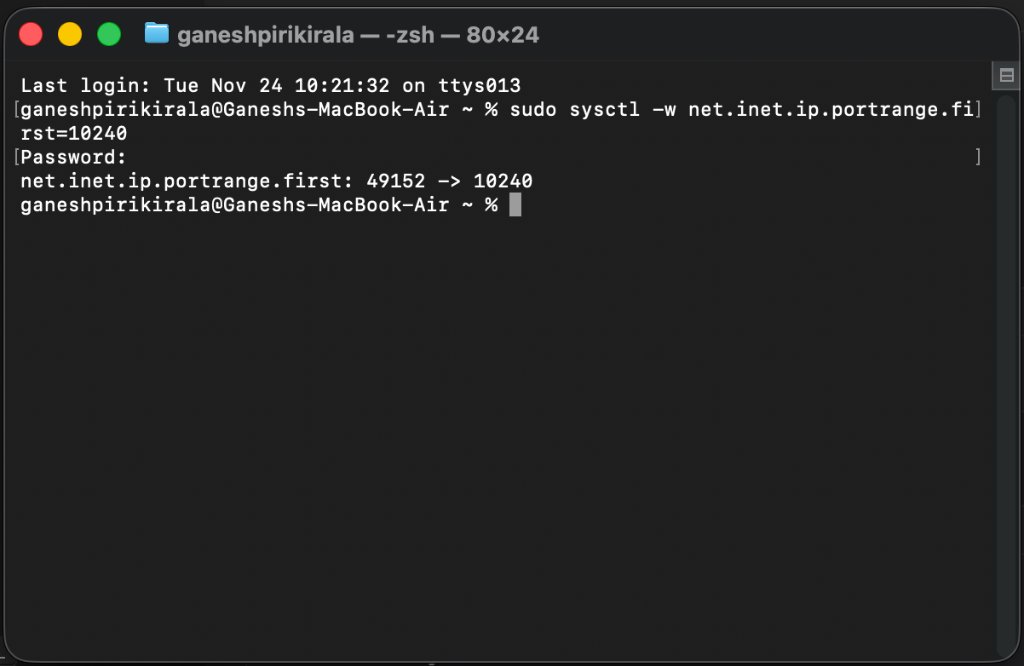 ganeshpirikirala — -zsh — 80×24
Last login: Tue Nov 24 10:21:32 on ttys013
[ganeshpirikirala@Ganeshs-MacBook-Air ~ % sudo sysctl -w net.inet.ip.portrange.fi]
rst=10240
[Password: ]
net.inet.ip.portrange.first: 49152 -> 10240
ganeshpirikirala@Ganeshs-MacBook-Air ~ %